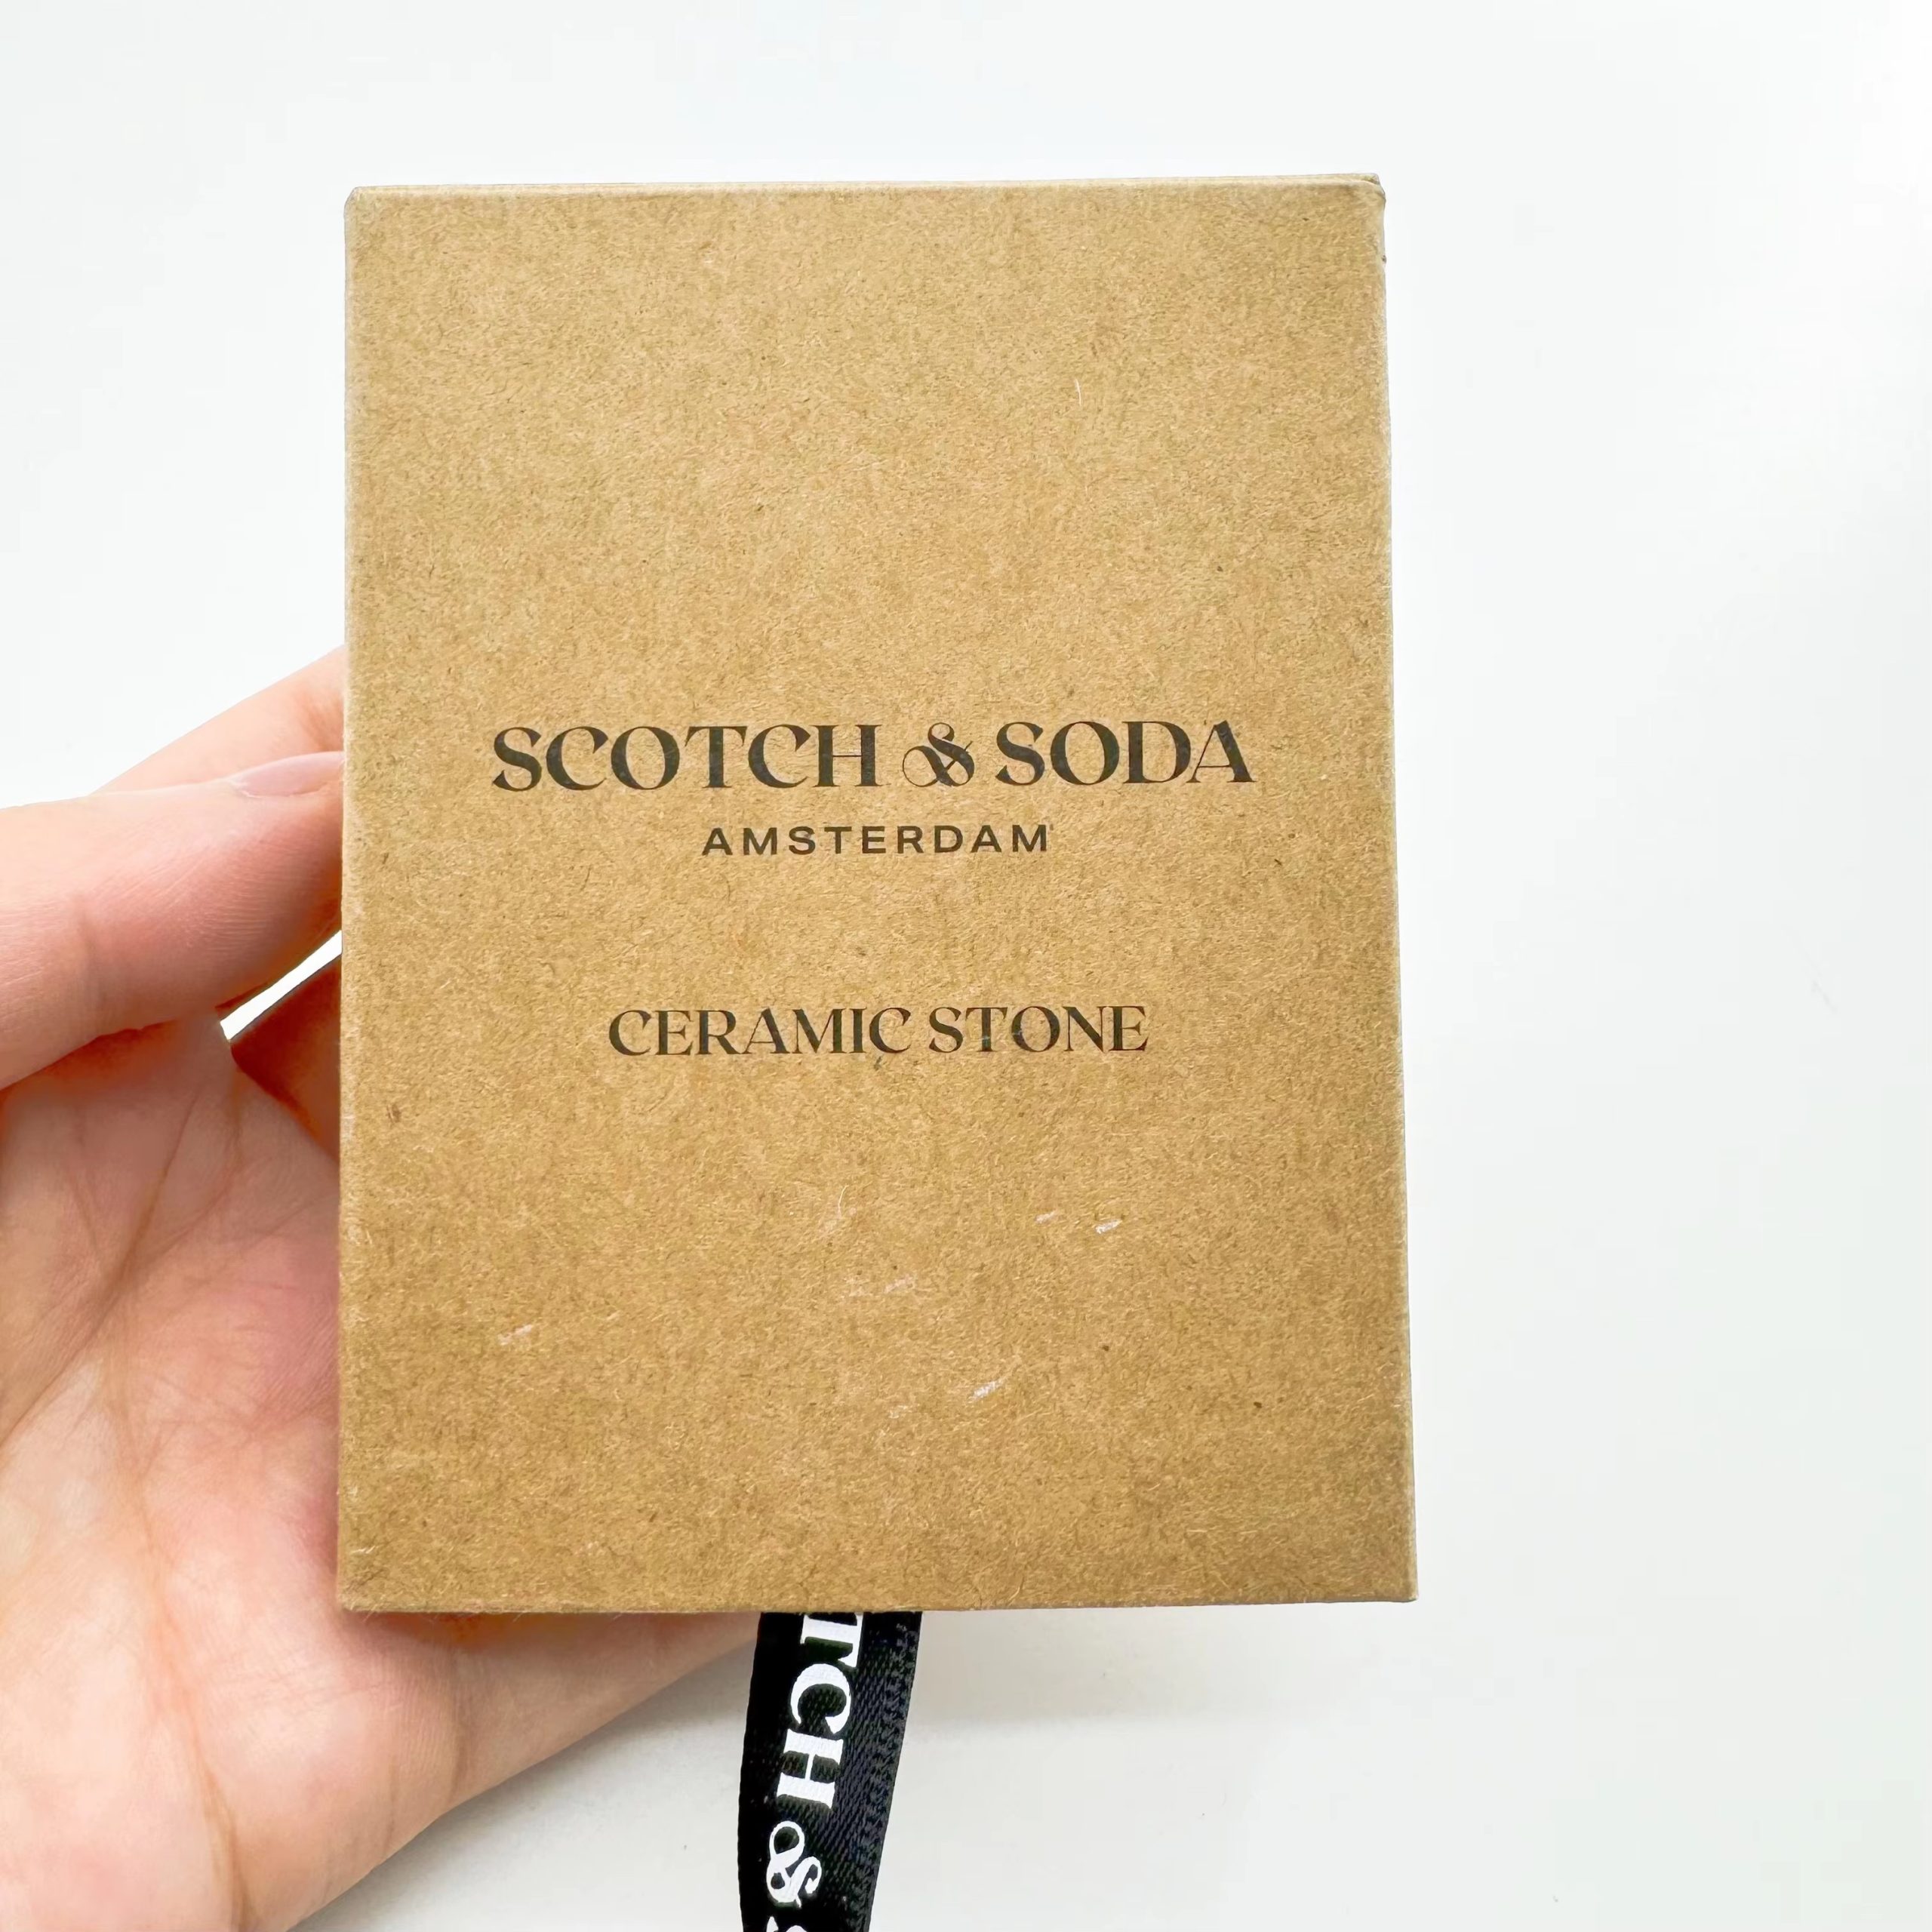 SCOTCH & SODA
AMSTERDAM
CERAMIC STONE
TCH &